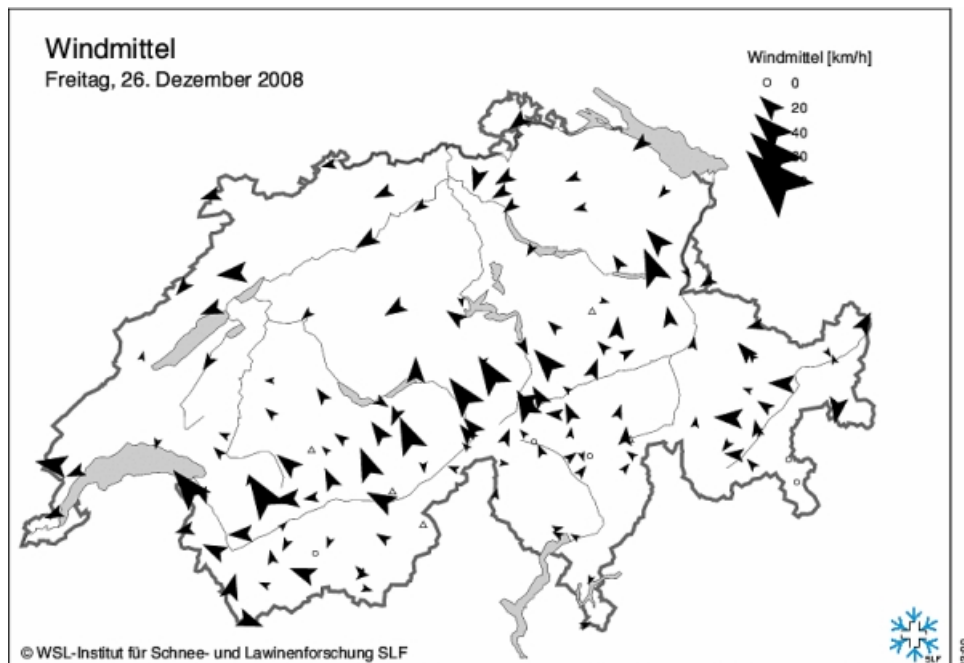 Windmittel
Freitag, 26. Dezember 2008
Windmittel [km/h]
0
20
40
© WSL-Institut für Schnee- und Lawinenforschung SLF
SLF